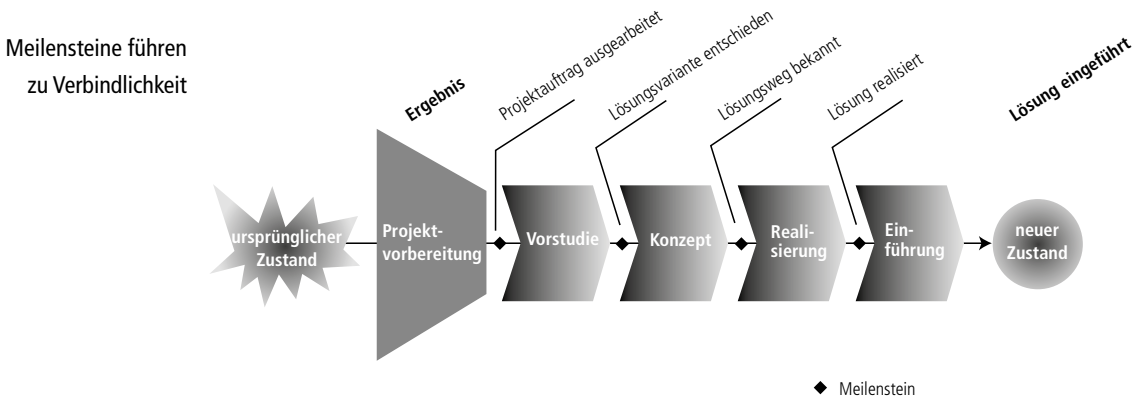 Meilensteine führen
zu Verbindlichkeit
Ergebnis
Projektauftrag ausgearbeitet
Lösungsvariante entschieden
Lösungsweg bekannt
Lösung realisiert
Lösung eingeführt
ursprünglicher
Zustand
Projekt-
vorbereitung
Vorstudie
Konzept
Reali-
sierung
Ein-
führung
neuer
Zustand
Meilenstein